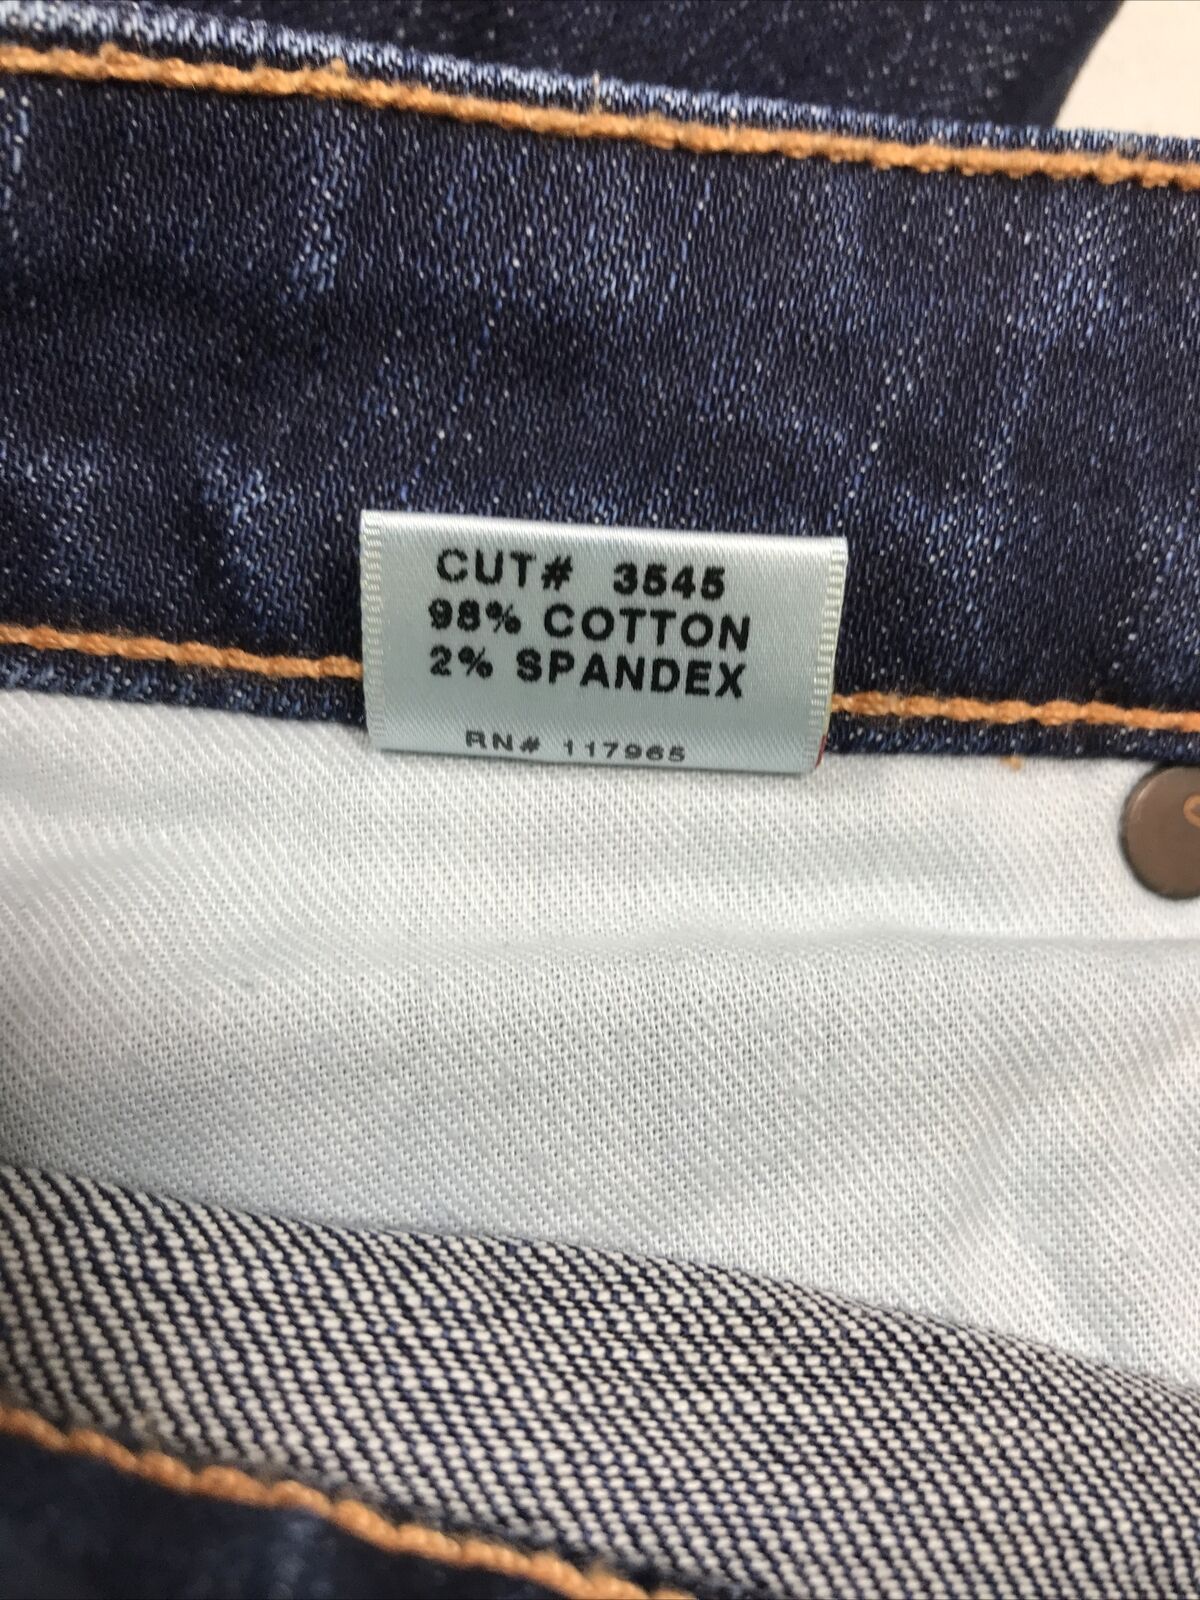 CUT# 3545
98% COTTON
2% SPANDEX
RN# 117965